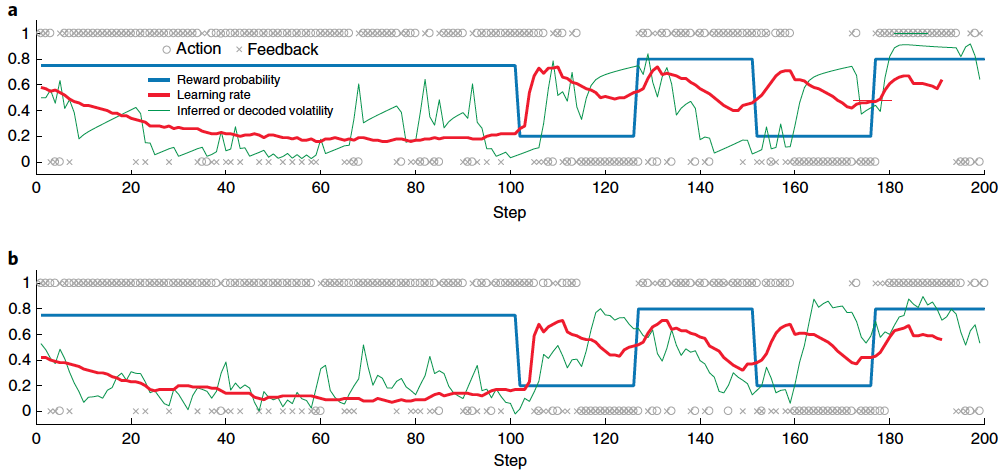 a
1
0.8
0.6
0.4
0.2
0
Action
Feedback
Reward probability
Learning rate
Inferred or decoded volatility
0 20 40 60 80 100 120 140 160 180 200
Step
b
1
0.8
0.6
0.4
0.2
0
0 20 40 60 80 100 120 140 160 180 200
Step